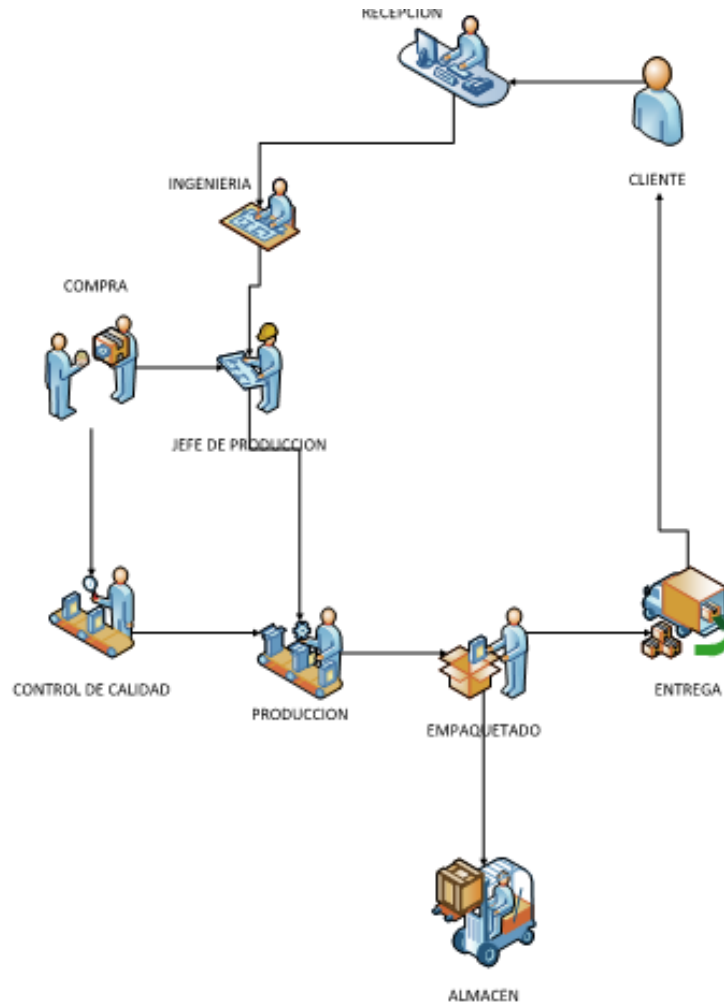 RECEPCION
INGENIERIA
CLIENTE
COMPRA
JEFE DE PRODUCCION
CONTROL DE CALIDAD
PRODUCCION
EMPAQUETADO
ENTREGA
ALMACEN